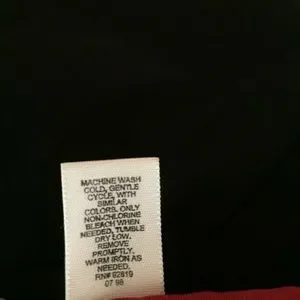 MACHINE WASH
COLD, GENTLE
CYCLE, WITH
SIMILAR
COLORS. ONLY
NON-CHLORINE
BLEACH WHEN
NEEDED, TUMBLE
DRY LOW.
REMOVE
PROMPTLY.
WARM IRON AS
NEEDED.
RN# 92619
07 98